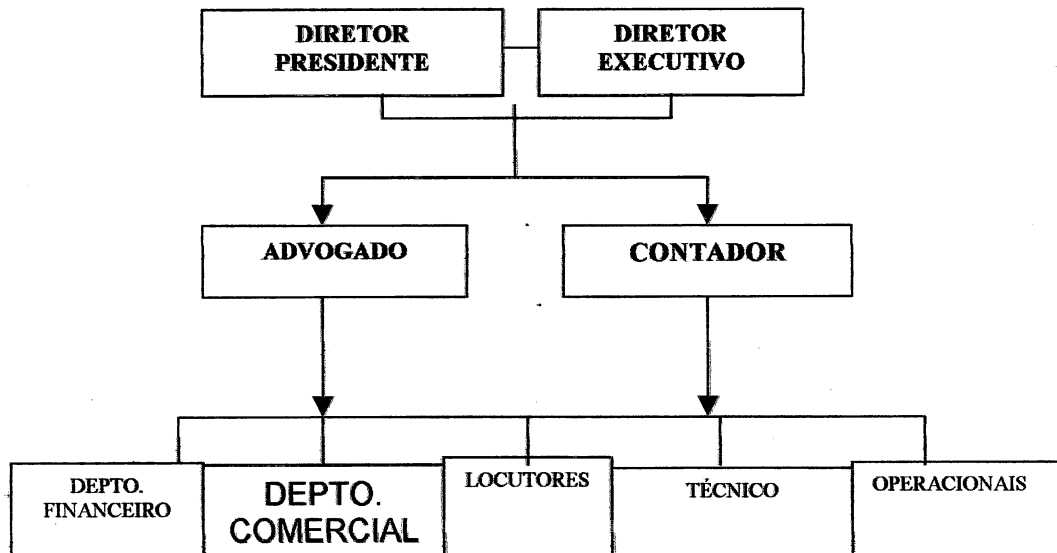 DIRETOR
PRESIDENTE
DIRETOR
EXECUTIVO
ADVOGADO
CONTADOR
DEPTO.
FINANCEIRO
DEPTO.
COMERCIAL
LOCUTORES
TÉCNICO
OPERACIONAIS